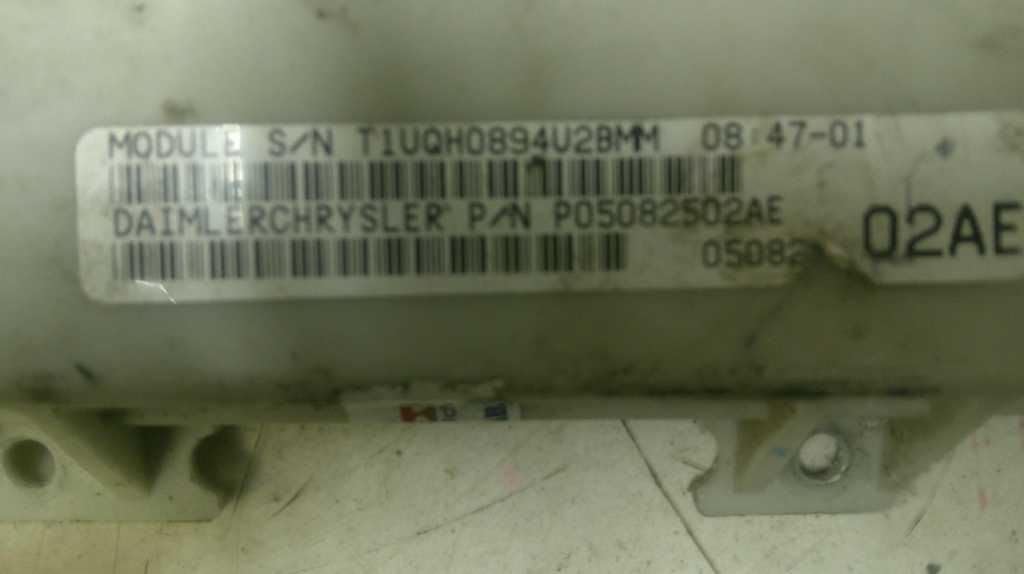 MODULE S/N T1UQH0894U2BMM 08:47-01
DAIMLERCHRYSLER P/N P05082502AE
05082
02AE